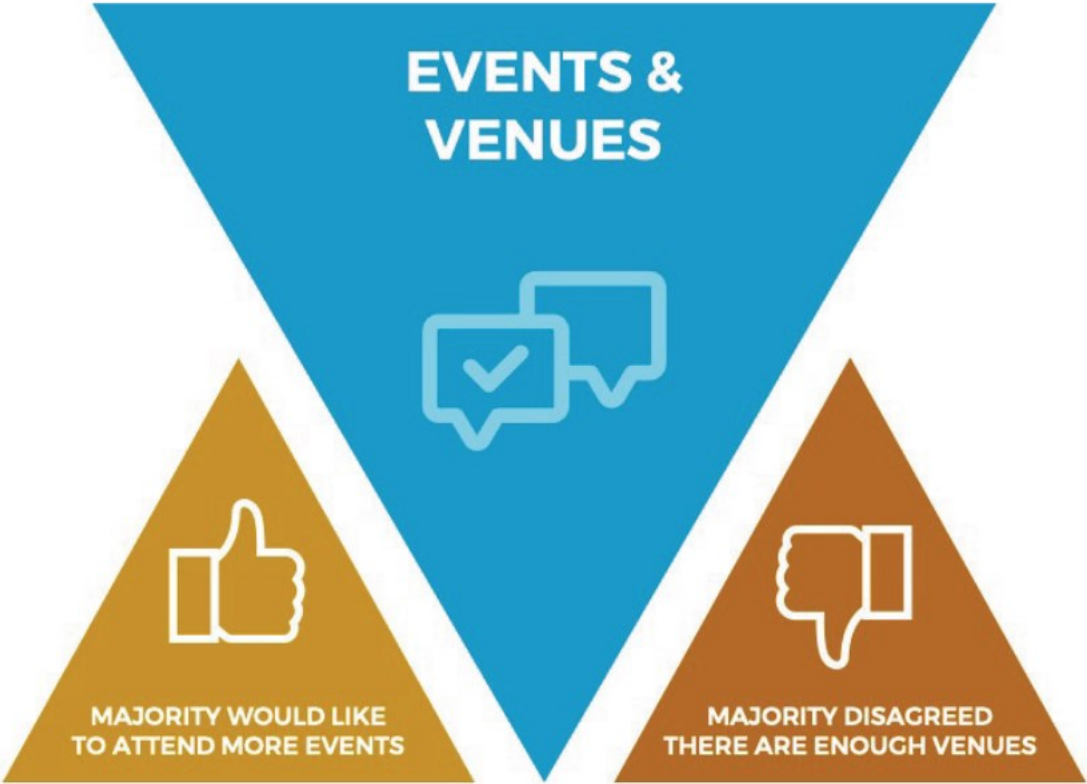 EVENTS &
VENUES
MAJORITY WOULD LIKE
TO ATTEND MORE EVENTS
MAJORITY DISAGREED
THERE ARE ENOUGH VENUES